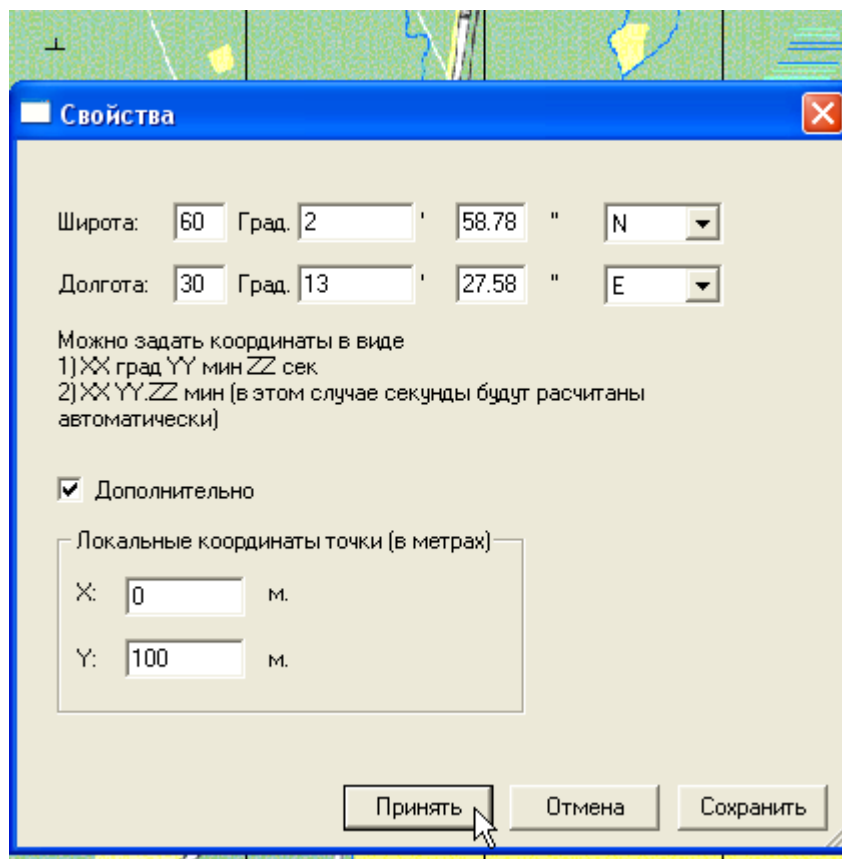 Свойства
Широта: 60 Град. 2 ' 58.78 " N
Долгота: 30 Град. 13 ' 27.58 " E
Можно задать координаты в виде
1) XX град YY мин ZZ сек
2) XX YY.ZZ мин (в этом случае секунды будут расчитаны
автоматически)
Дополнительно
Локальные координаты точки (в метрах)
X: 0 м.
Y: 100 м.
Принять Отмена Сохранить